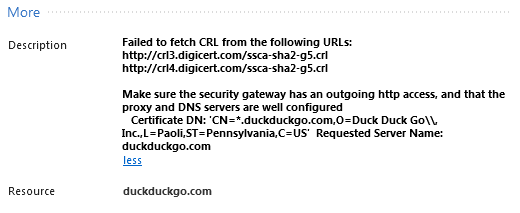 More
Description
Failed to fetch CRL from the following URLs:
http://crl3.digicert.com/ssca-sha2-g5.crl
http://crl4.digicert.com/ssca-sha2-g5.crl
Make sure the security gateway has an outgoing http access, and that the
proxy and DNS servers are well configured
Certificate DN: 'CN=*.duckduckgo.com,O=Duck Duck Go\\,
Inc.,L=Paoli,ST=Pennsylvania,C=US' Requested Server Name:
duckduckgo.com
less
Resource
duckduckgo.com